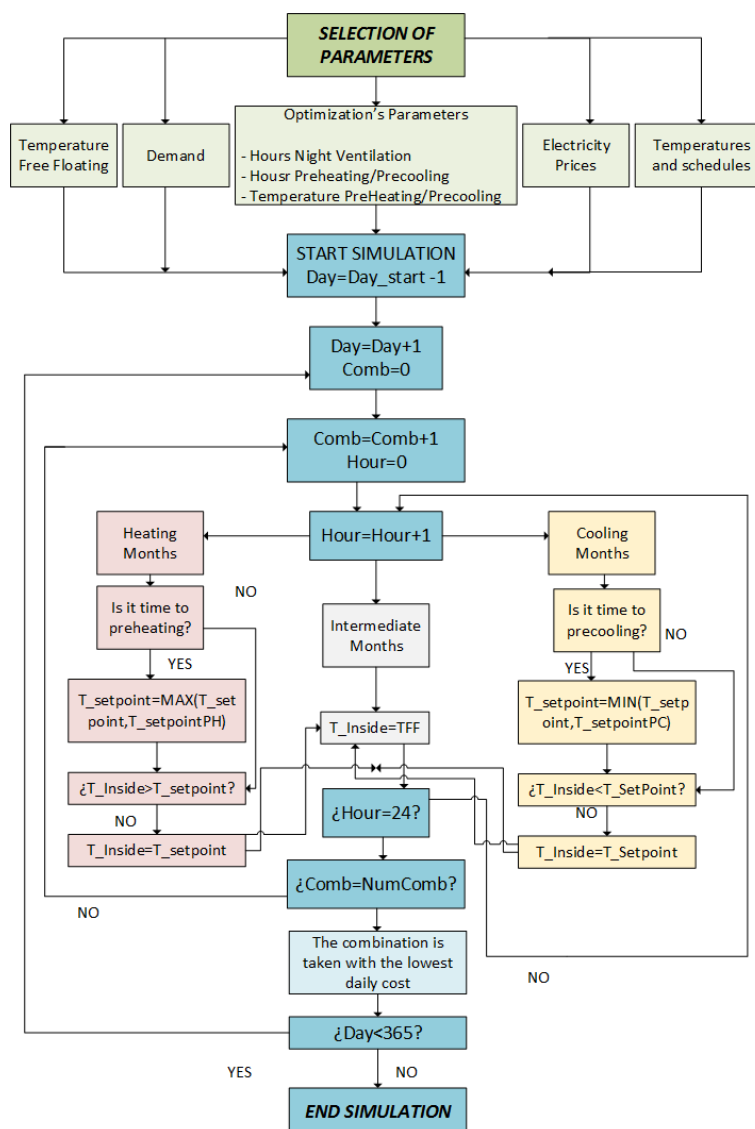 SELECTION OF
PARAMETERS
Temperature
Free Floating
Demand
Optimization's Parameters
- Hours Night Ventilation
- Housr Preheating/Precooling
- Temperature PreHeating/Precooling
Electricity
Prices
Temperatures
and schedules
START SIMULATION
Day=Day_start -1
Day=Day+1
Comb=0
Comb=Comb+1
Hour=0
Hour=Hour+1
Heating
Months
NO
Is it time to
preheating?
YES
T_setpoint=MAX(T_set
point,T_setpointPH)
¿T_Inside>T_setpoint?
NO
T_Inside=T_setpoint
Intermediate
Months
T_Inside=TFF
Cooling
Months
Is it time to
precooling?
NO
YES
T_setpoint=MIN(T_setp
oint,T_setpointPC)
¿T_Inside<T_SetPoint?
NO
T_Inside=T_Setpoint
¿Hour=24?
¿Comb=NumComb?
NO
NO
The combination is
taken with the lowest
daily cost
¿Day<365?
YES
NO
END SIMULATION